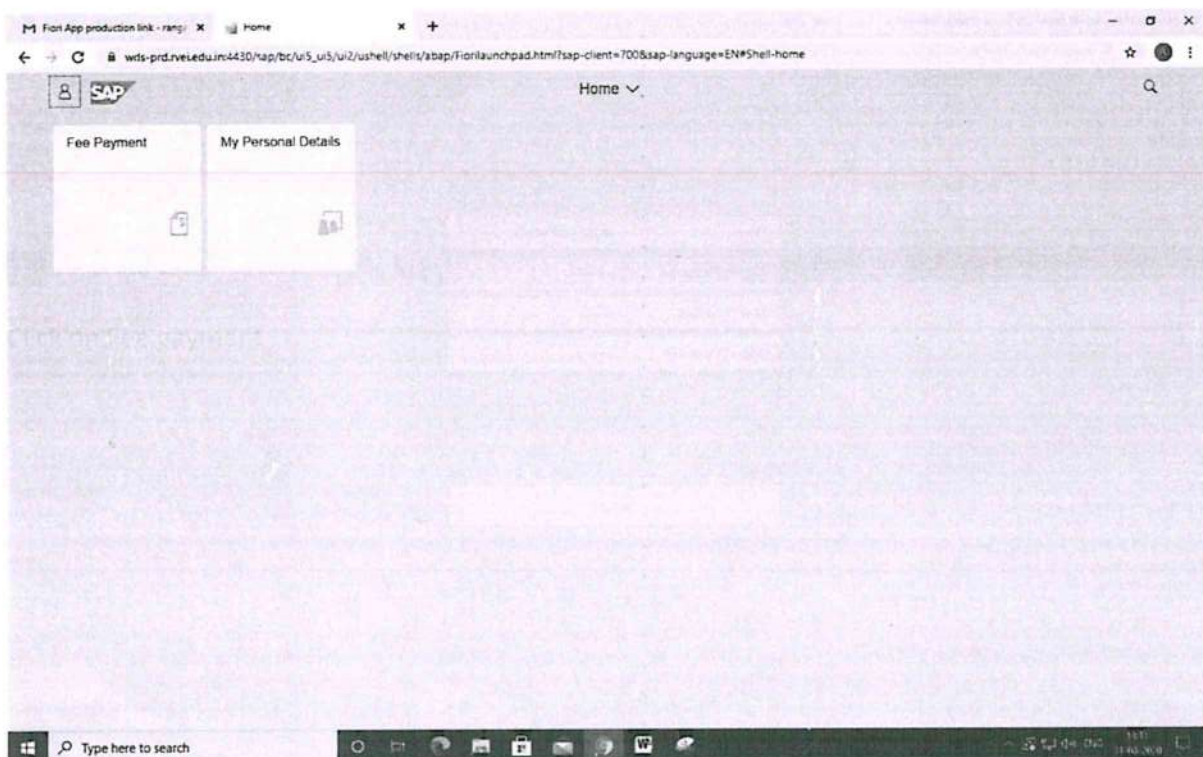 Fiori App production link - rangi
Home
wds-prd.rvei.edu.in:4430/sap/bc/ui5_ui5/ui2/ushell/shells/abap/Fiorilaunchpad.html?sap-client=700&sap-language=EN#Shell-home
SAP
Home
Fee Payment
My Personal Details
Type here to search
W